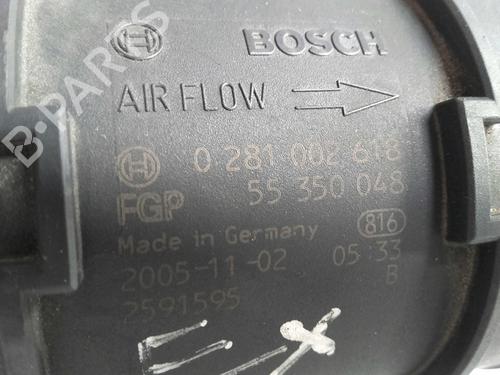 BOSCH
AIR FLOW
0 281 002 618
FGP 55 350 048
Made in Germany 816
2005-11-02 05:33
B
2591595